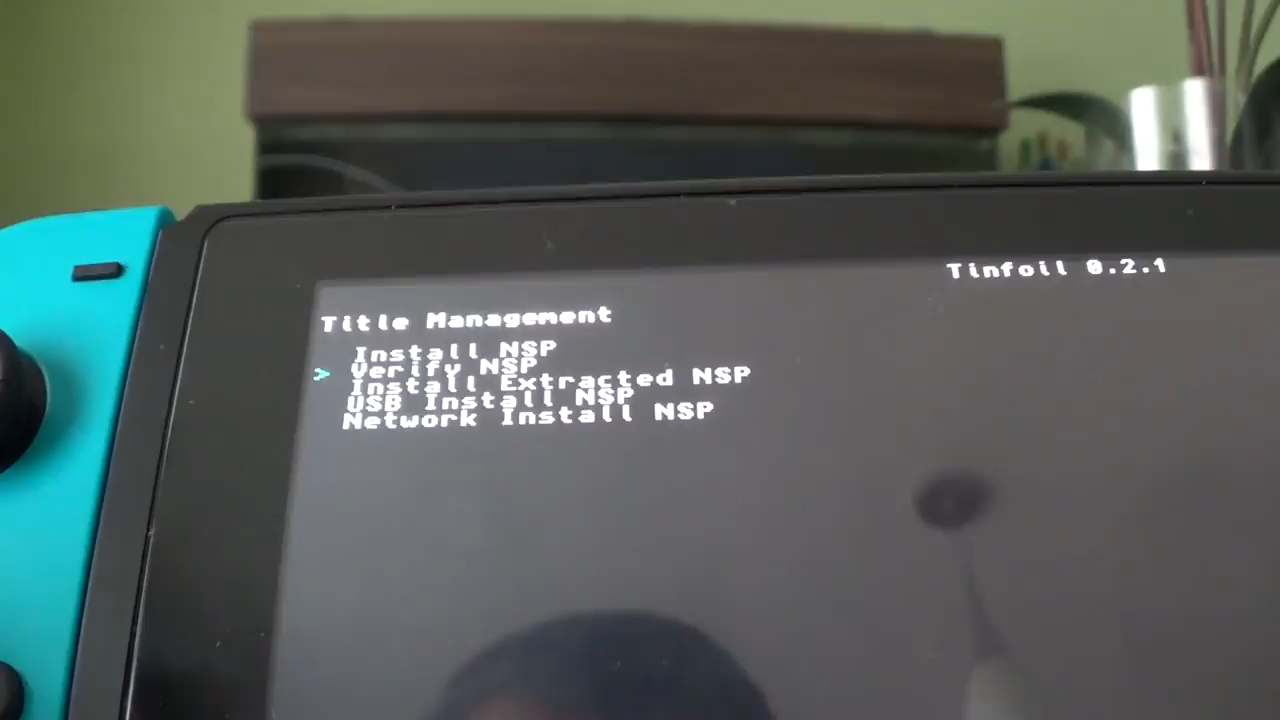 Tinfoil 0.2.1
Title Management
Install NSP
> Verify NSP
Install Extracted NSP
USB Install NSP
Network Install NSP